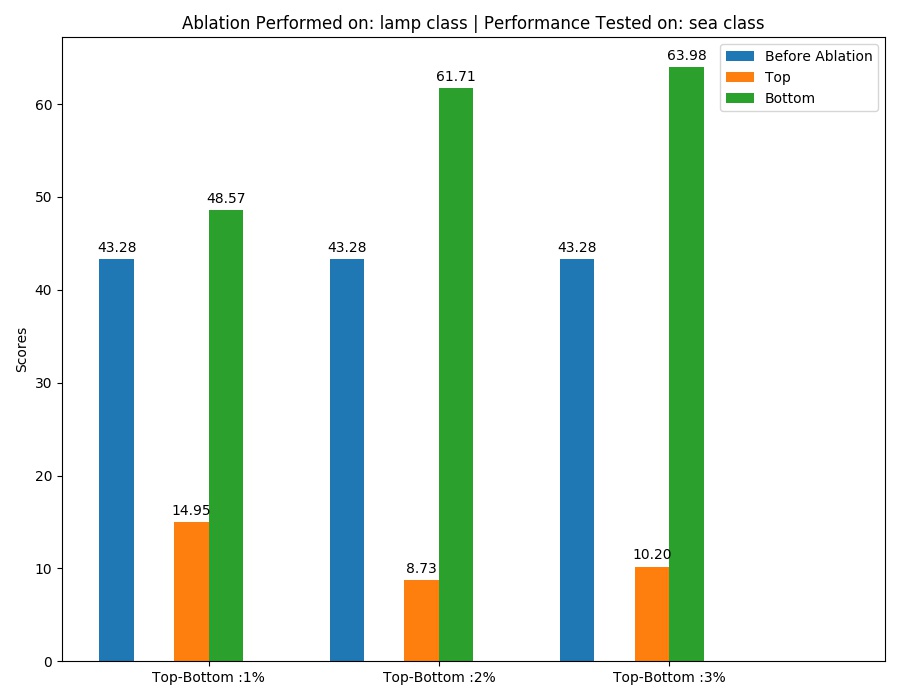 Ablation Performed on: lamp class | Performance Tested on: sea class
Before Ablation
Top
Bottom
Scores
60
50
40
30
20
10
0
43.28
14.95
48.57
43.28
8.73
61.71
43.28
10.20
63.98
Top-Bottom :1%
Top-Bottom :2%
Top-Bottom :3%